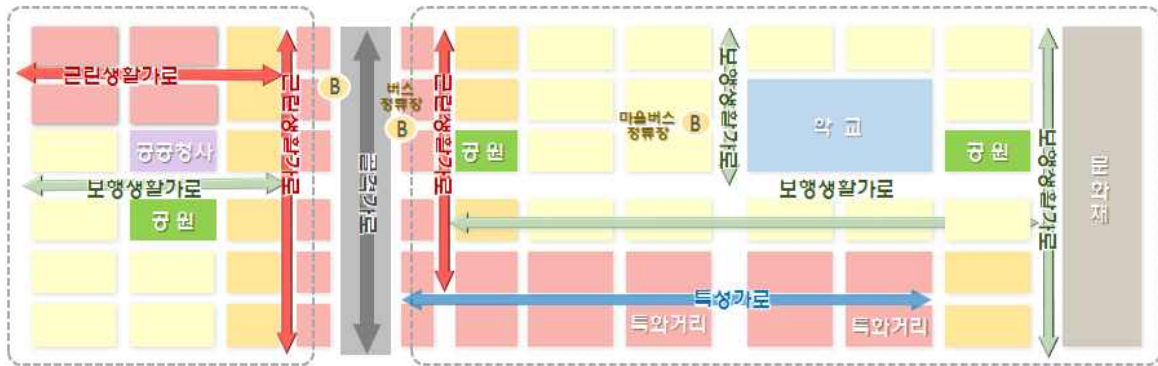 근린생활가로
공공청사
보행생활가로
공원
근린생활가로
B
골격가로
버스
정류장
B
근린생활가로
공원
마을버스
정류장
B
보행생활가로
학교
공원
보행생활가로
보행생활가로
문화재
특성가로
특화거리
특화거리